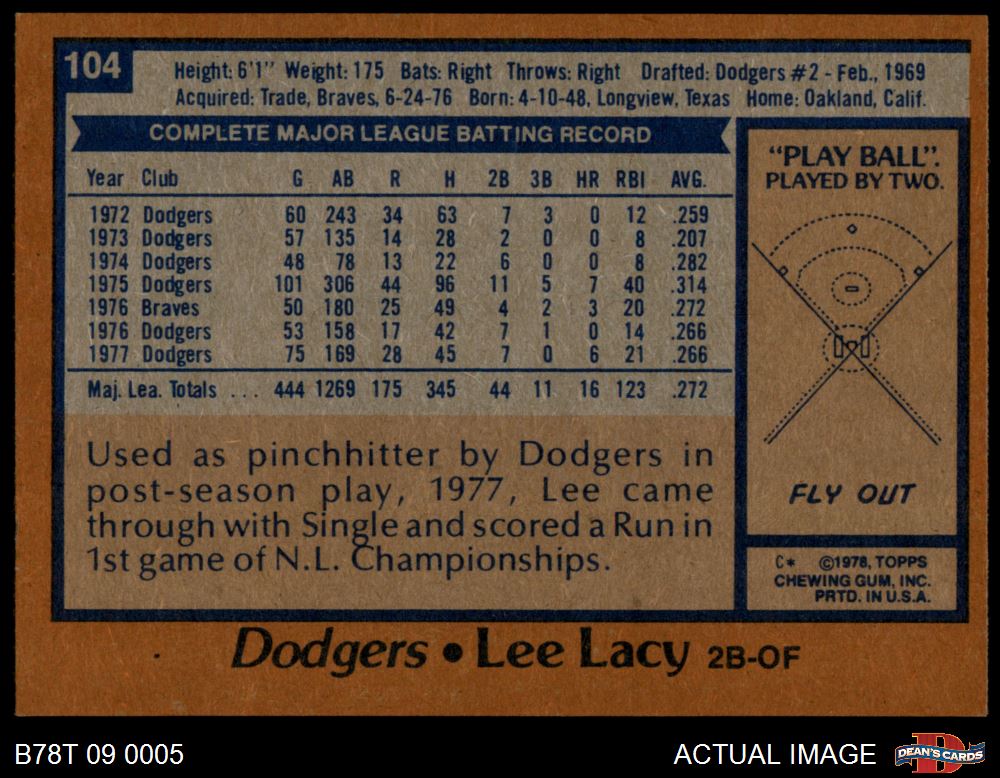 104
Height: 6'1" Weight: 175 Bats: Right Throws: Right Drafted: Dodgers #2 - Feb., 1969
Acquired: Trade, Braves, 6-24-76 Born: 4-10-48, Longview, Texas Home: Oakland, Calif.
COMPLETE MAJOR LEAGUE BATTING RECORD
Year Club G AB R H 2B 3B HR RBI AVG.
1972 Dodgers 60 243 34 63 7 3 0 12 .259
1973 Dodgers 57 135 14 28 2 0 0 8 .207
1974 Dodgers 48 78 13 22 6 0 0 8 .282
1975 Dodgers 101 306 44 96 11 5 7 40 .314
1976 Braves 50 180 25 49 4 2 3 20 .272
1976 Dodgers 53 158 17 42 7 1 0 14 .266
1977 Dodgers 75 169 28 45 7 0 6 21 .266
Maj. Lea. Totals ... 444 1269 175 345 44 11 16 123 .272
Used as pinchhitter by Dodgers in
post-season play, 1977, Lee came
through with Single and scored a Run in
1st game of N.L. Championships.
"PLAY BALL".
PLAYED BY TWO.
FLY OUT
C* ©1978, TOPPS
CHEWING GUM, INC.
PRTD. IN U.S.A.
Dodgers • Lee Lacy 2B-OF
B78T 09 0005
ACTUAL IMAGE
DEAN'S CARDS